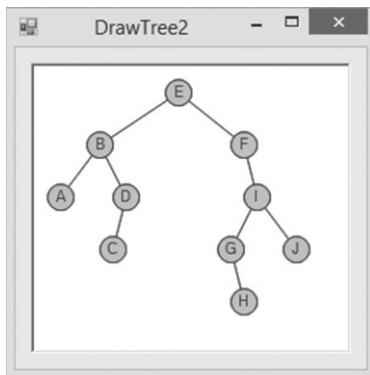 DrawTree2
E
B F
A D I
C G J
H